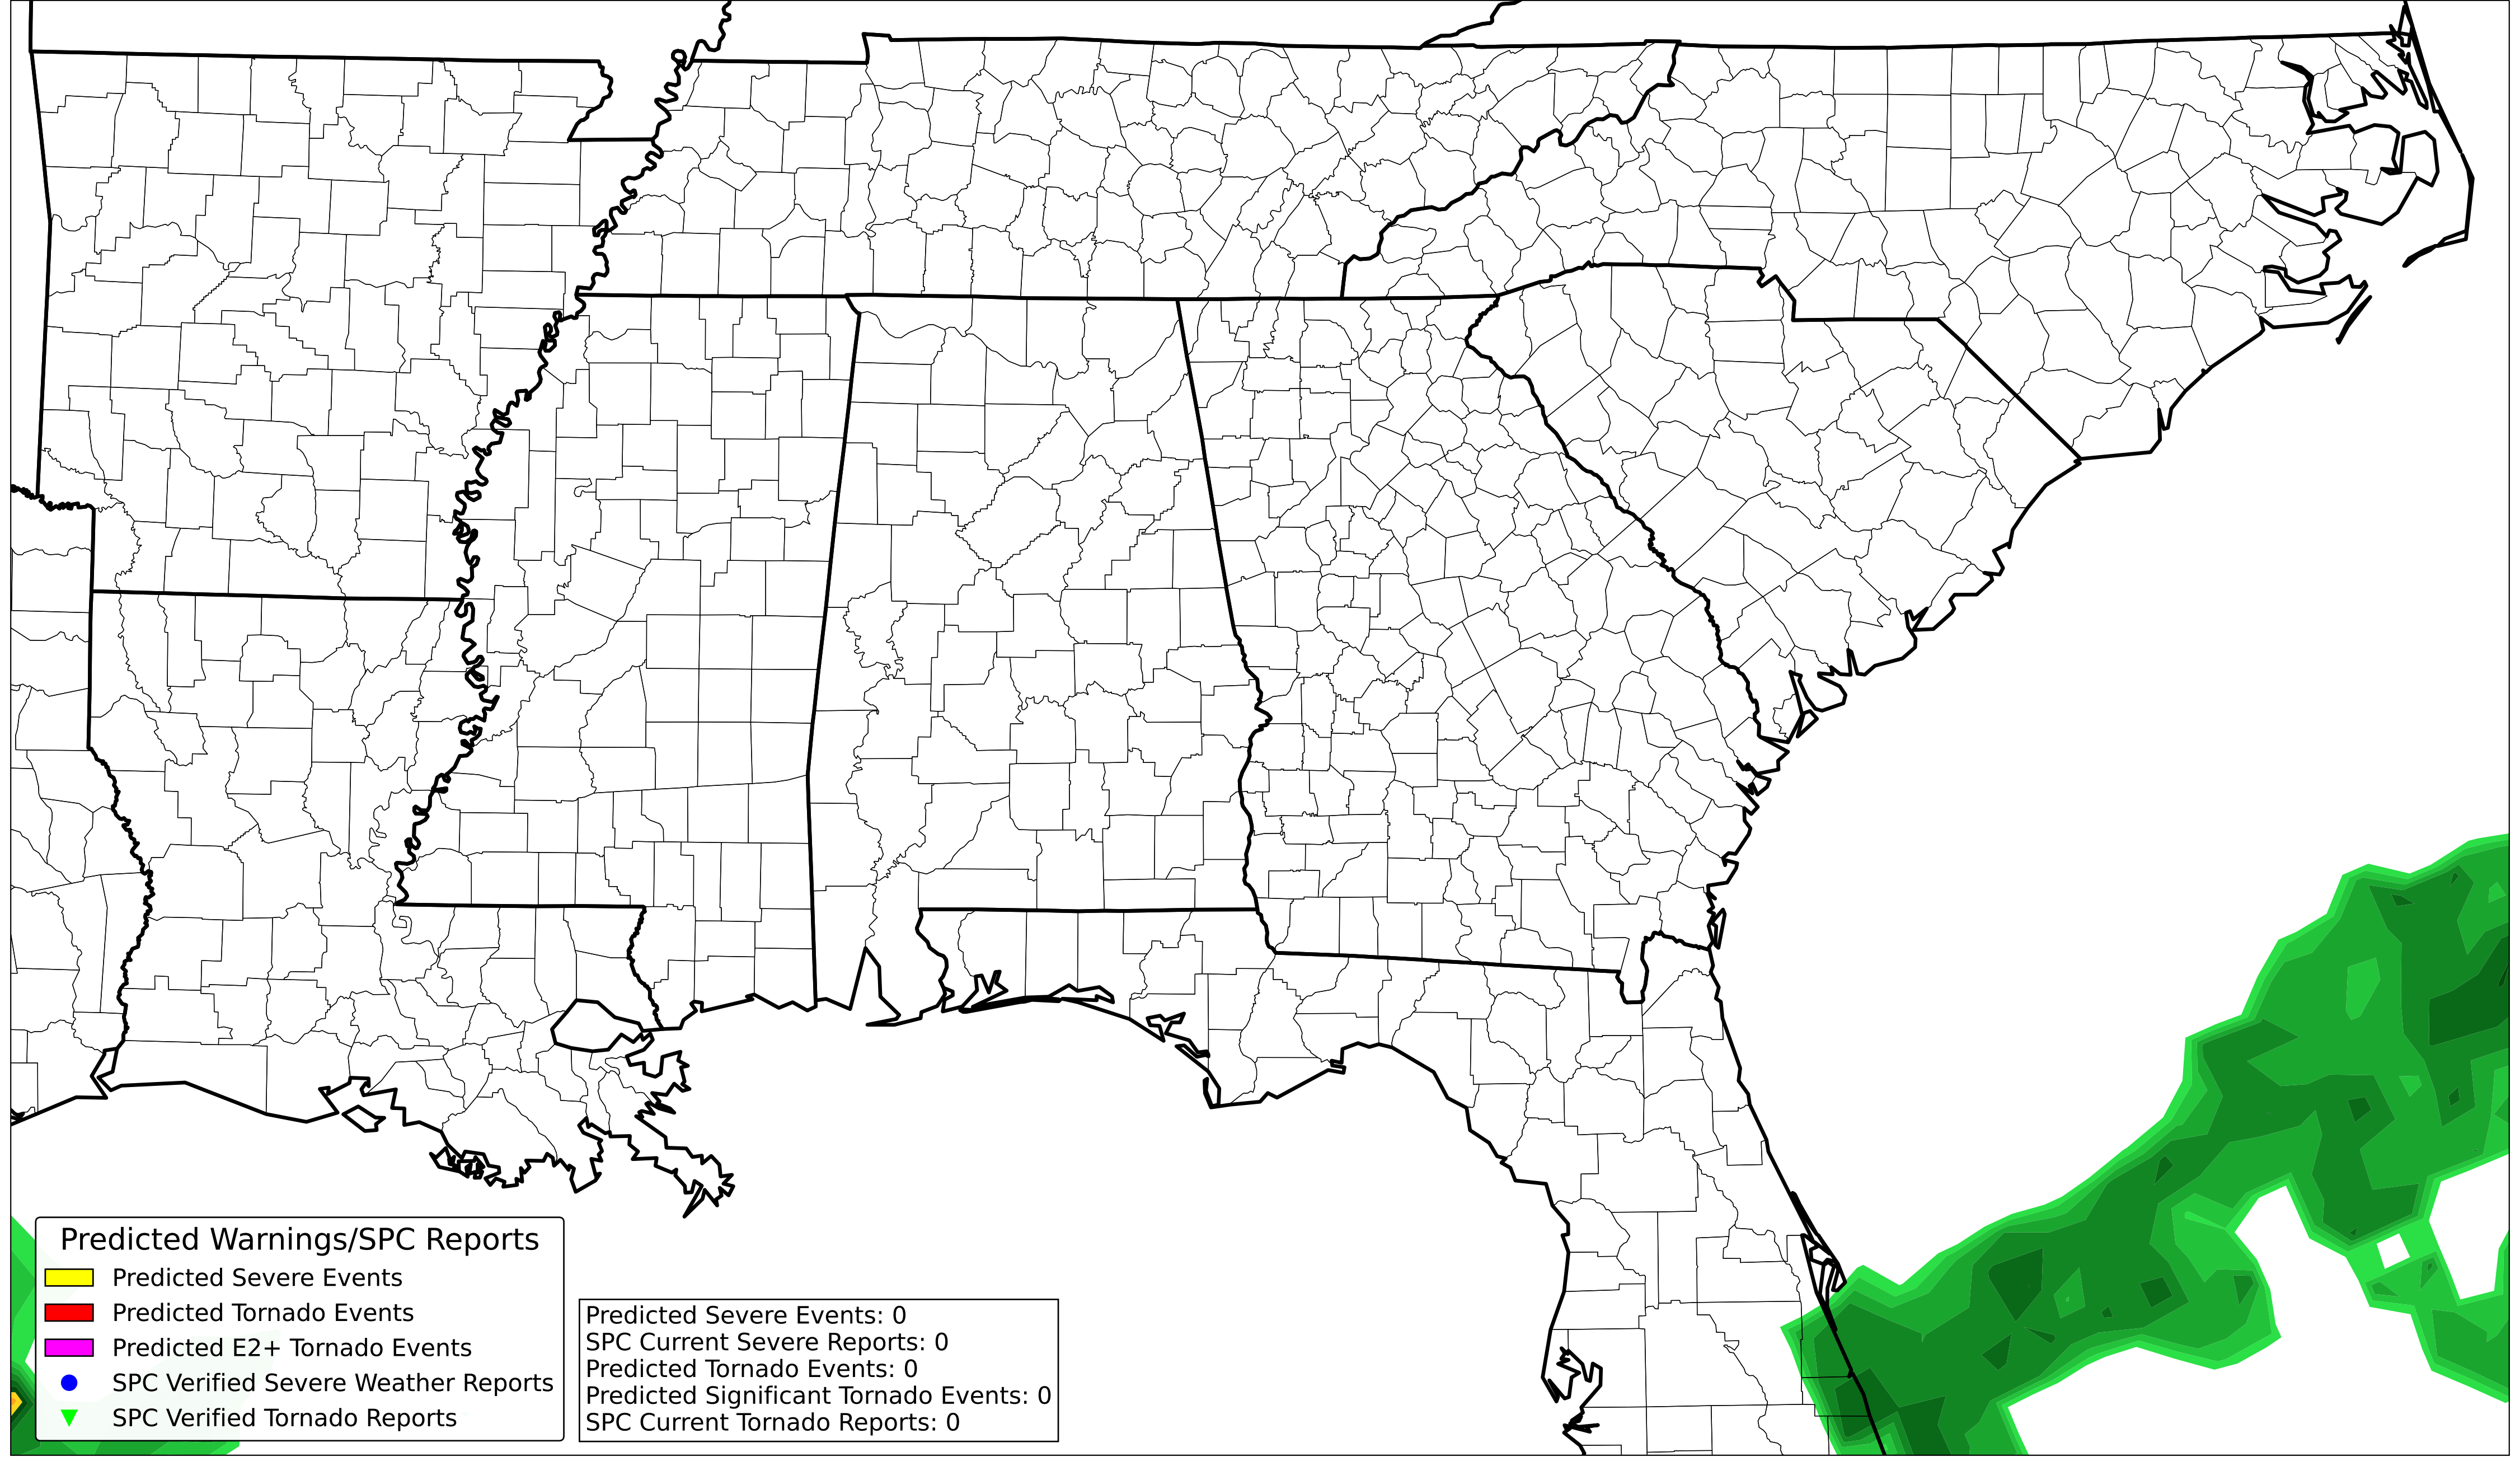 Predicted Warnings/SPC Reports
Predicted Severe Events
Predicted Tornado Events
Predicted E2+ Tornado Events
SPC Verified Severe Weather Reports
SPC Verified Tornado Reports
Predicted Severe Events: 0
SPC Current Severe Reports: 0
Predicted Tornado Events: 0
Predicted Significant Tornado Events: 0
SPC Current Tornado Reports: 0